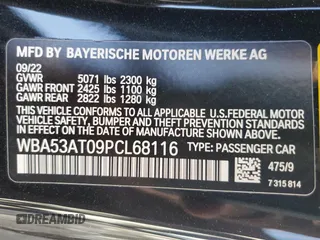 MFD BY BAYERISCHE MOTOREN WERKE AG
09/22
GVWR 5071 lbs 2300 kg
GAWR FRONT 2425 lbs 1100 kg
GAWR REAR 2822 lbs 1280 kg
THIS VEHICLE CONFORMS TO ALL APPLICABLE U.S.FEDERAL MOTOR
VEHICLE SAFETY, BUMPER, AND THEFT PREVENTION STANDARDS IN
EFFECT ON THE DATE OF MANUFACTURE SHOWN ABOVE.
WBA53AT09PCL68116 TYPE: PASSENGER CAR
475/9
7 315 814
DREAMBID